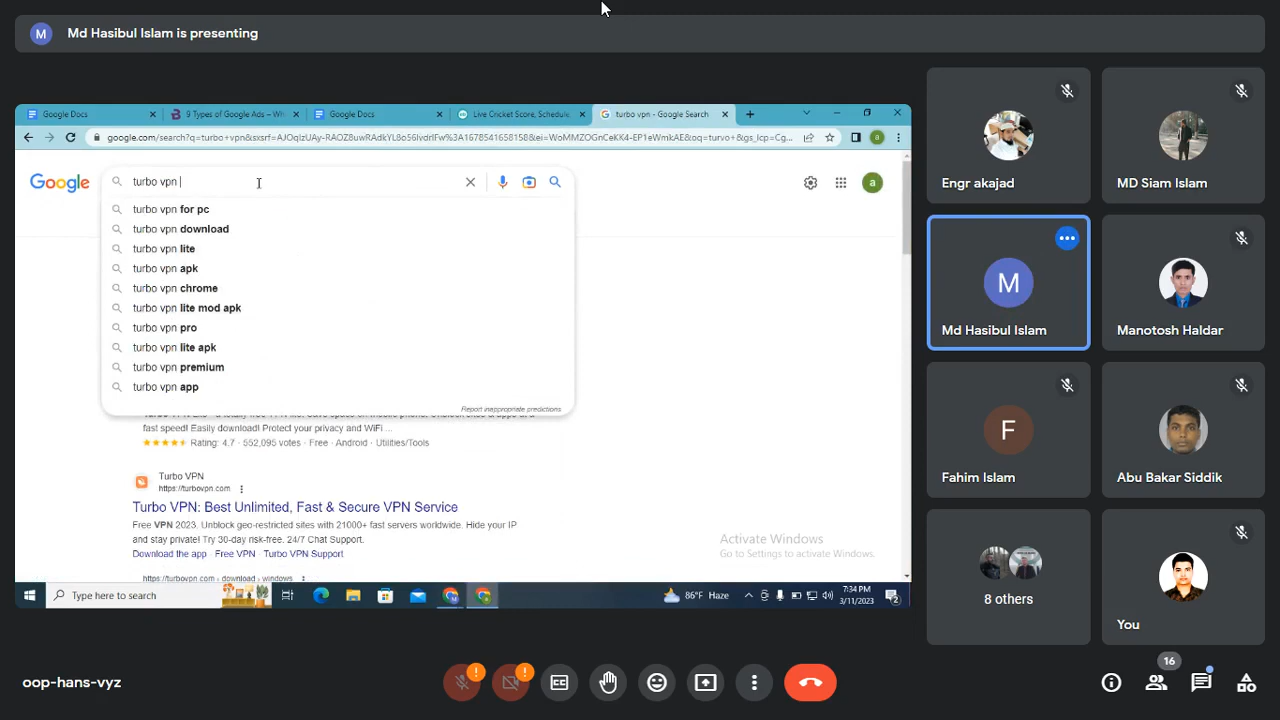 M
Md Hasibul Islam is presenting
Google Docs
9 Types of Google Ads – Wh
Google Docs
Live Cricket Score, Schedule,
turbo vpn - Google Search
Google
turbo vpn
turbo vpn for pc
turbo vpn download
turbo vpn lite
turbo vpn apk
turbo vpn chrome
turbo vpn lite mod apk
turbo vpn pro
turbo vpn lite apk
turbo vpn premium
turbo vpn app
Report inappropriate predictions
a
fast speed! Easily download! Protect your privacy and WiFi ...
Rating: 4.7 · 552,095 votes · Free · Android · Utilities/Tools
Turbo VPN
https://turbovpn.com
Turbo VPN: Best Unlimited, Fast & Secure VPN Service
Free VPN 2023. Unblock geo-restricted sites with 21000+ fast servers worldwide. Hide your IP
and stay private! Try 30-day risk-free. 24/7 Chat Support.
Download the app · Free VPN · Turbo VPN Support
https://turbovpn.com › download › windows
Activate Windows
Go to Settings to activate Windows.
Type here to search
86°F Haze
7:34 PM
3/11/2023
2
Engr akajad
MD Siam Islam
M
Md Hasibul Islam
Manotosh Haldar
F
Fahim Islam
Abu Bakar Siddik
8 others
You
oop-hans-vyz
16